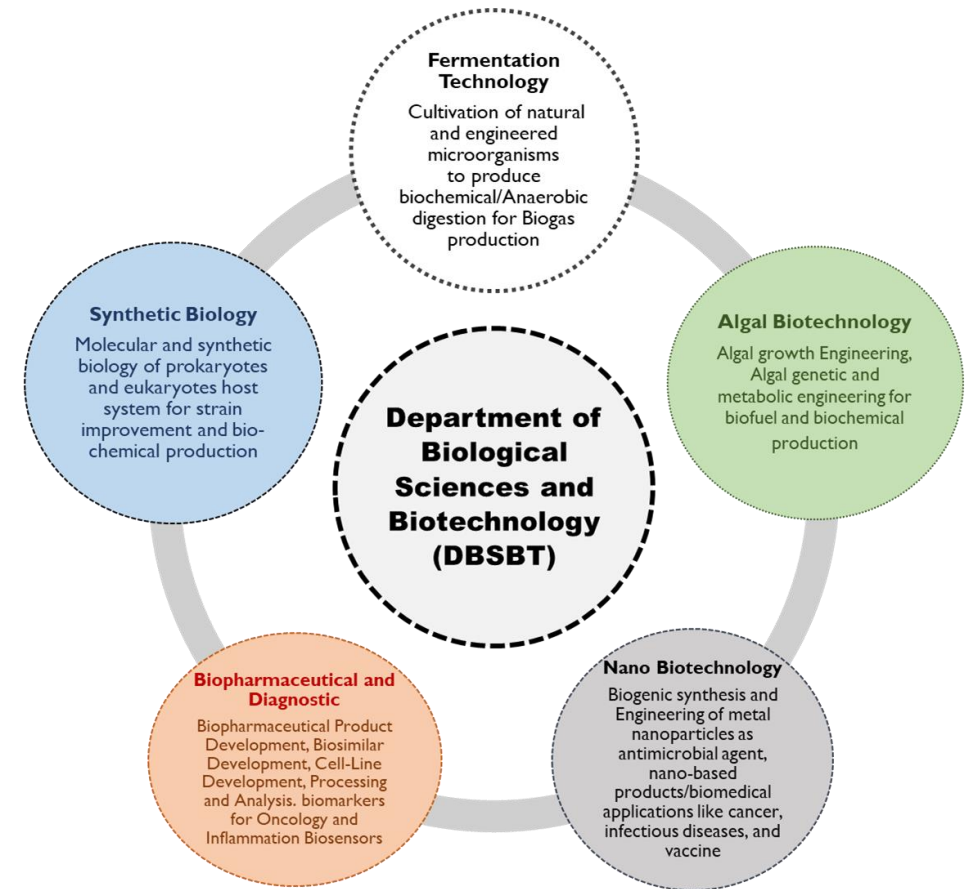 Fermentation
Technology
Cultivation of natural
and engineered
microorganisms
to produce
biochemical/Anaerobic
digestion for Biogas
production
Synthetic Biology
Molecular and synthetic
biology of prokaryotes
and eukaryotes host
system for strain
improvement and bio-
chemical production
Algal Biotechnology
Algal growth Engineering,
Algal genetic and
metabolic engineering for
biofuel and biochemical
production
Department of
Biological
Sciences and
Biotechnology
(DBSBT)
Biopharmaceutical and
Diagnostic
Biopharmaceutical Product
Development, Biosimilar
Development, Cell-Line
Development, Processing
and Analysis. biomarkers
for Oncology and
Inflammation Biosensors
Nano Biotechnology
Biogenic synthesis and
Engineering of metal
nanoparticles as
antimicrobial agent,
nano-based
products/biomedical
applications like cancer,
infectious diseases, and
vaccine